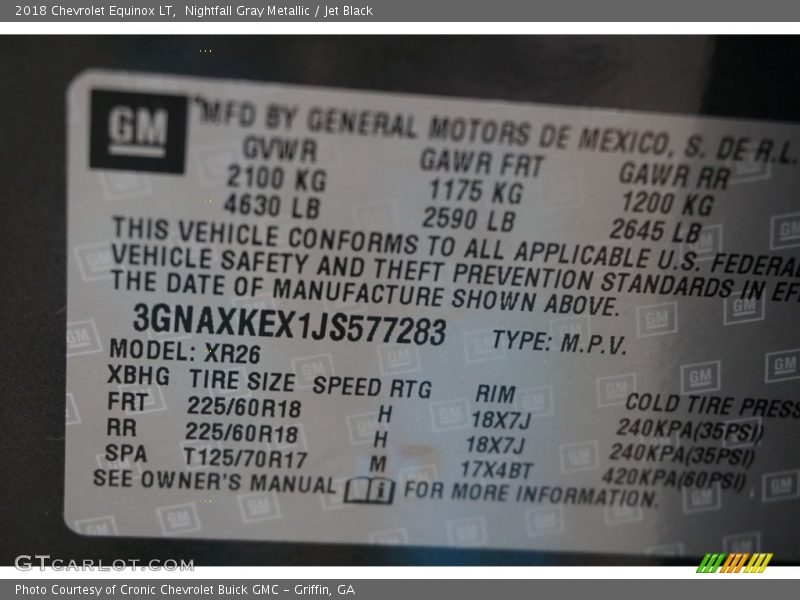 2018 Chevrolet Equinox LT,  Nightfall Gray Metallic / Jet Black
GM MFD BY GENERAL MOTORS DE MEXICO, S. DE R.L.
GVWR GAWR FRT GAWR RR
2100 KG 1175 KG 1200 KG
4630 LB 2590 LB 2645 LB
THIS VEHICLE CONFORMS TO ALL APPLICABLE U.S. FEDERAL
VEHICLE SAFETY AND THEFT PREVENTION STANDARDS IN EF
THE DATE OF MANUFACTURE SHOWN ABOVE.
3GNAXKEX1JS577283 TYPE: M.P.V.
MODEL: XR26
XBHG TIRE SIZE SPEED RTG RIM COLD TIRE PRESS
FRT 225/60R18 H 18X7J 240KPA(35PSI)
RR 225/60R18 H 18X7J 240KPA(35PSI)
SPA T125/70R17 M 17X4BT 420KPA(60PSI)
SEE OWNER'S MANUAL i FOR MORE INFORMATION.
GTCARLOT.COM
Photo Courtesy of Cronic Chevrolet Buick GMC - Griffin, GA